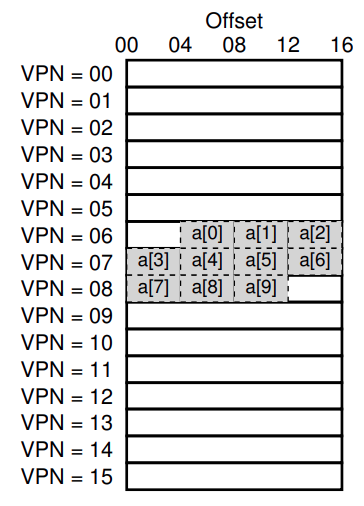 Offset
00 04 08 12 16
VPN = 00
VPN = 01
VPN = 02
VPN = 03
VPN = 04
VPN = 05
VPN = 06 a[0] a[1] a[2]
VPN = 07 a[3] a[4] a[5] a[6]
VPN = 08 a[7] a[8] a[9]
VPN = 09
VPN = 10
VPN = 11
VPN = 12
VPN = 13
VPN = 14
VPN = 15